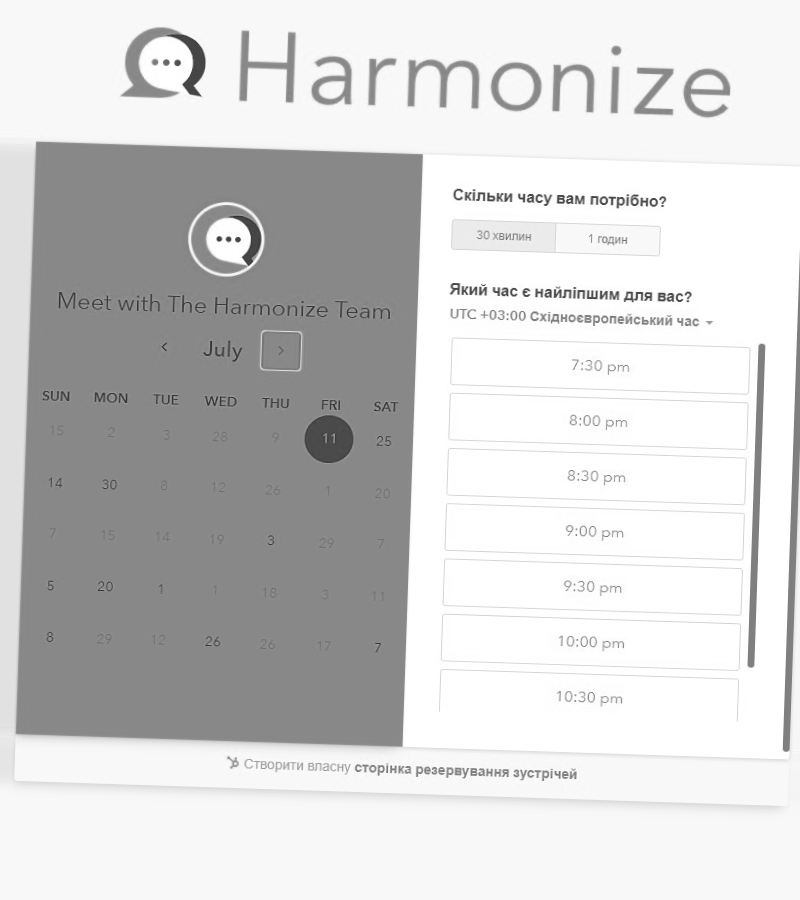 Harmonize
Meet with The Harmonize Team
July
SUN MON TUE WED THU FRI SAT
15 2 3 28 9 11 25
14 30 8 12 26 1 20
7 15 14 19 3 29 7
5 20 1 1 18 3 11
8 29 12 26 26 17 7
Скільки часу вам потрібно?
30 хвилин 1 годин
Який час є найліпшим для вас?
UTC +03:00 Східноєвропейський час
7:30 pm
8:00 pm
8:30 pm
9:00 pm
9:30 pm
10:00 pm
10:30 pm
Створити власну сторінка резервування зустрічей